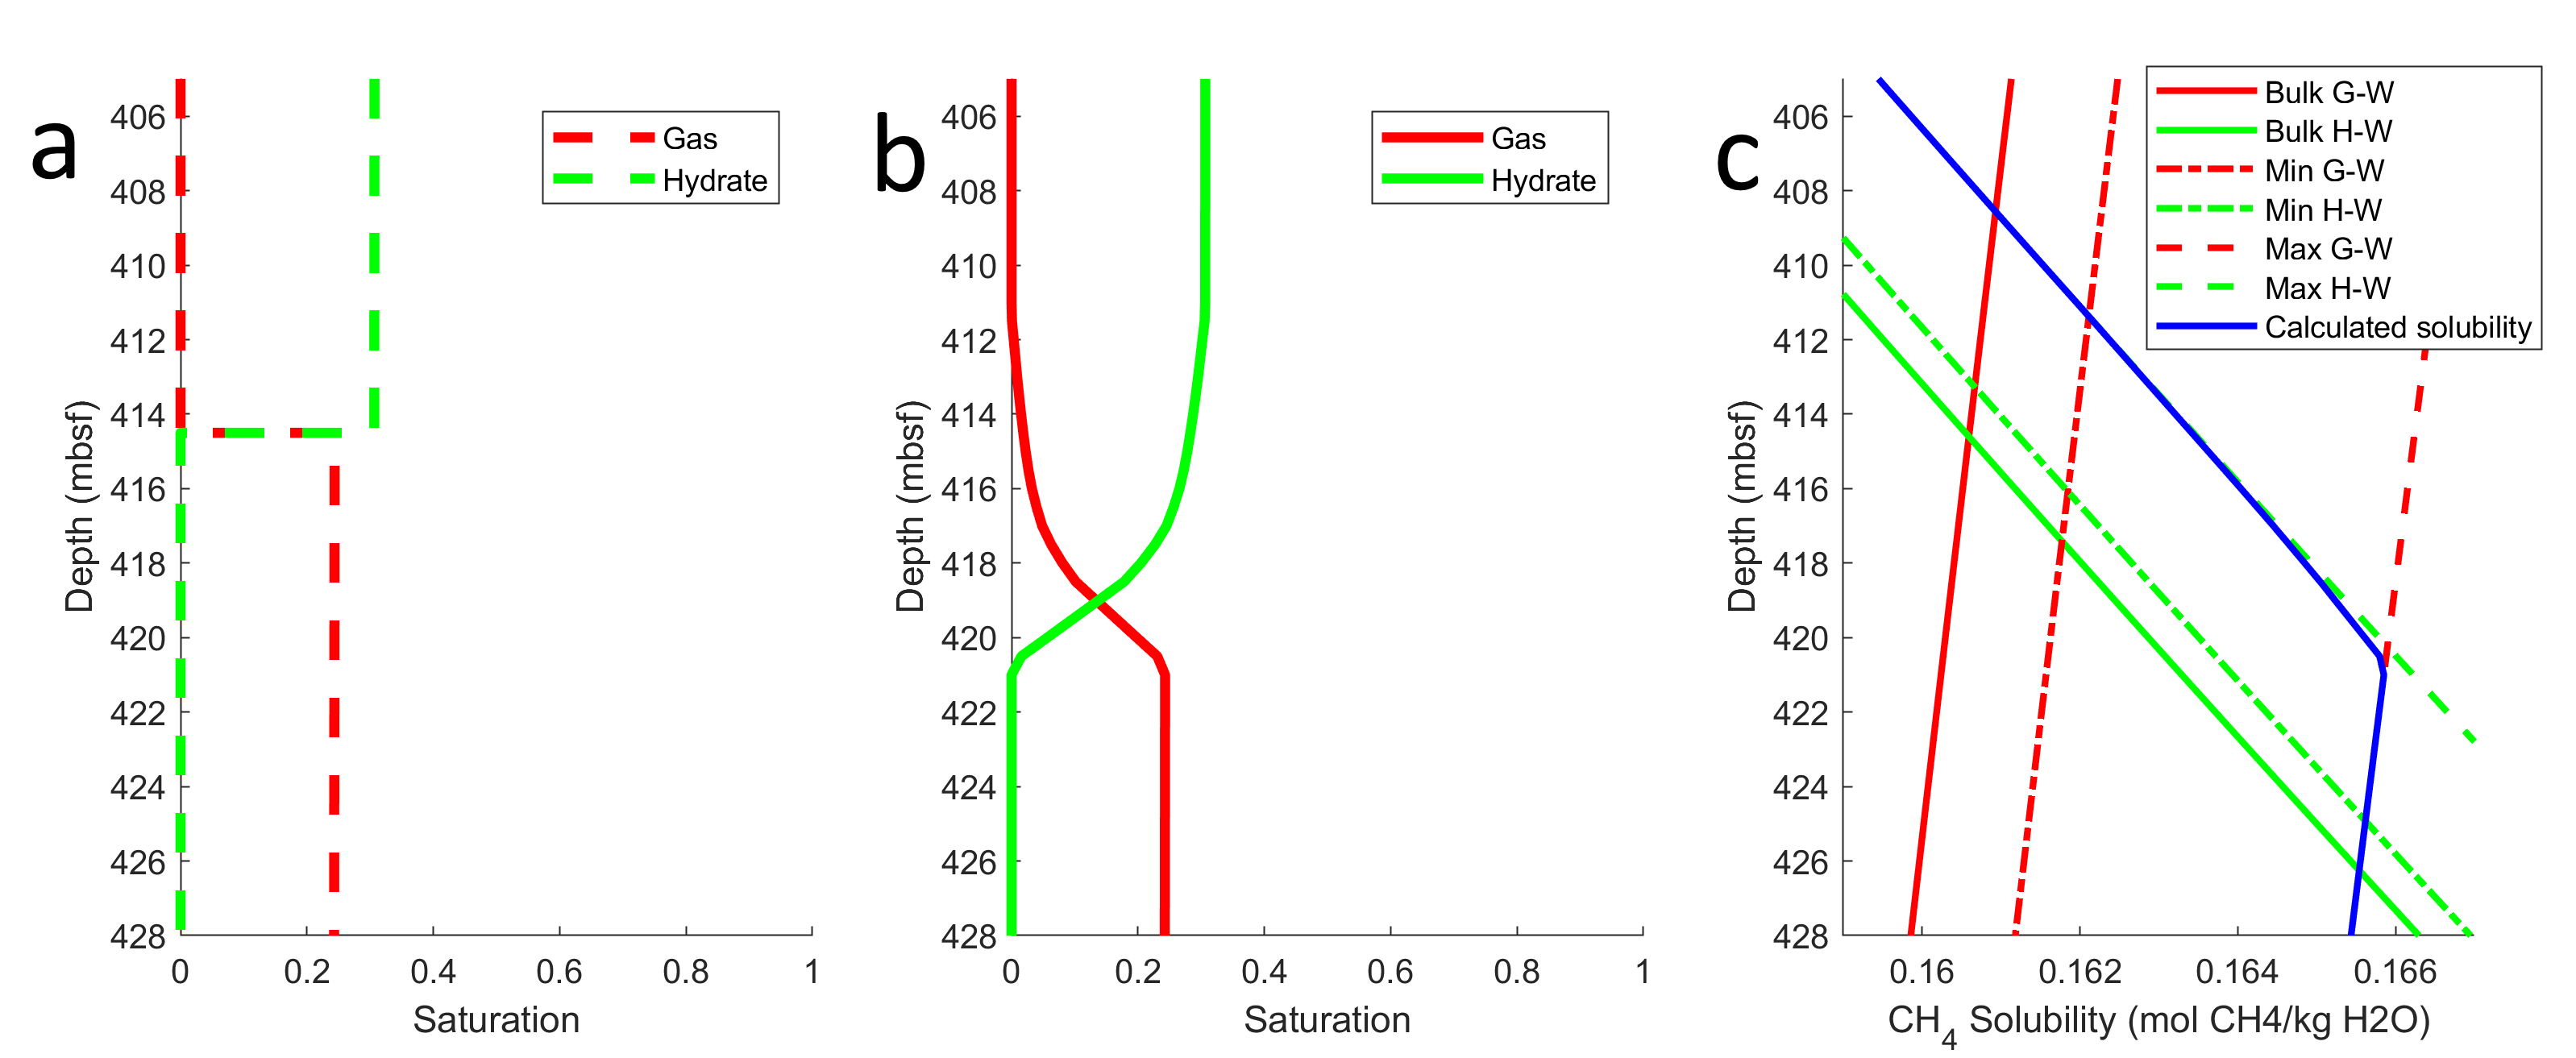 a
406
408
410
412
414
416
418
420
422
424
426
428
0
0.2
0.4
0.6
0.8
1
Depth (mbsf)
Saturation
Gas
Hydrate
b
406
408
410
412
414
416
418
420
422
424
426
428
0
0.2
0.4
0.6
0.8
1
Depth (mbsf)
Saturation
Gas
Hydrate
c
406
408
410
412
414
416
418
420
422
424
426
428
0.16
0.162
0.164
0.166
Depth (mbsf)
CH4 Solubility (mol CH4/kg H2O)
Bulk G-W
Bulk H-W
Min G-W
Min H-W
Max G-W
Max H-W
Calculated solubility